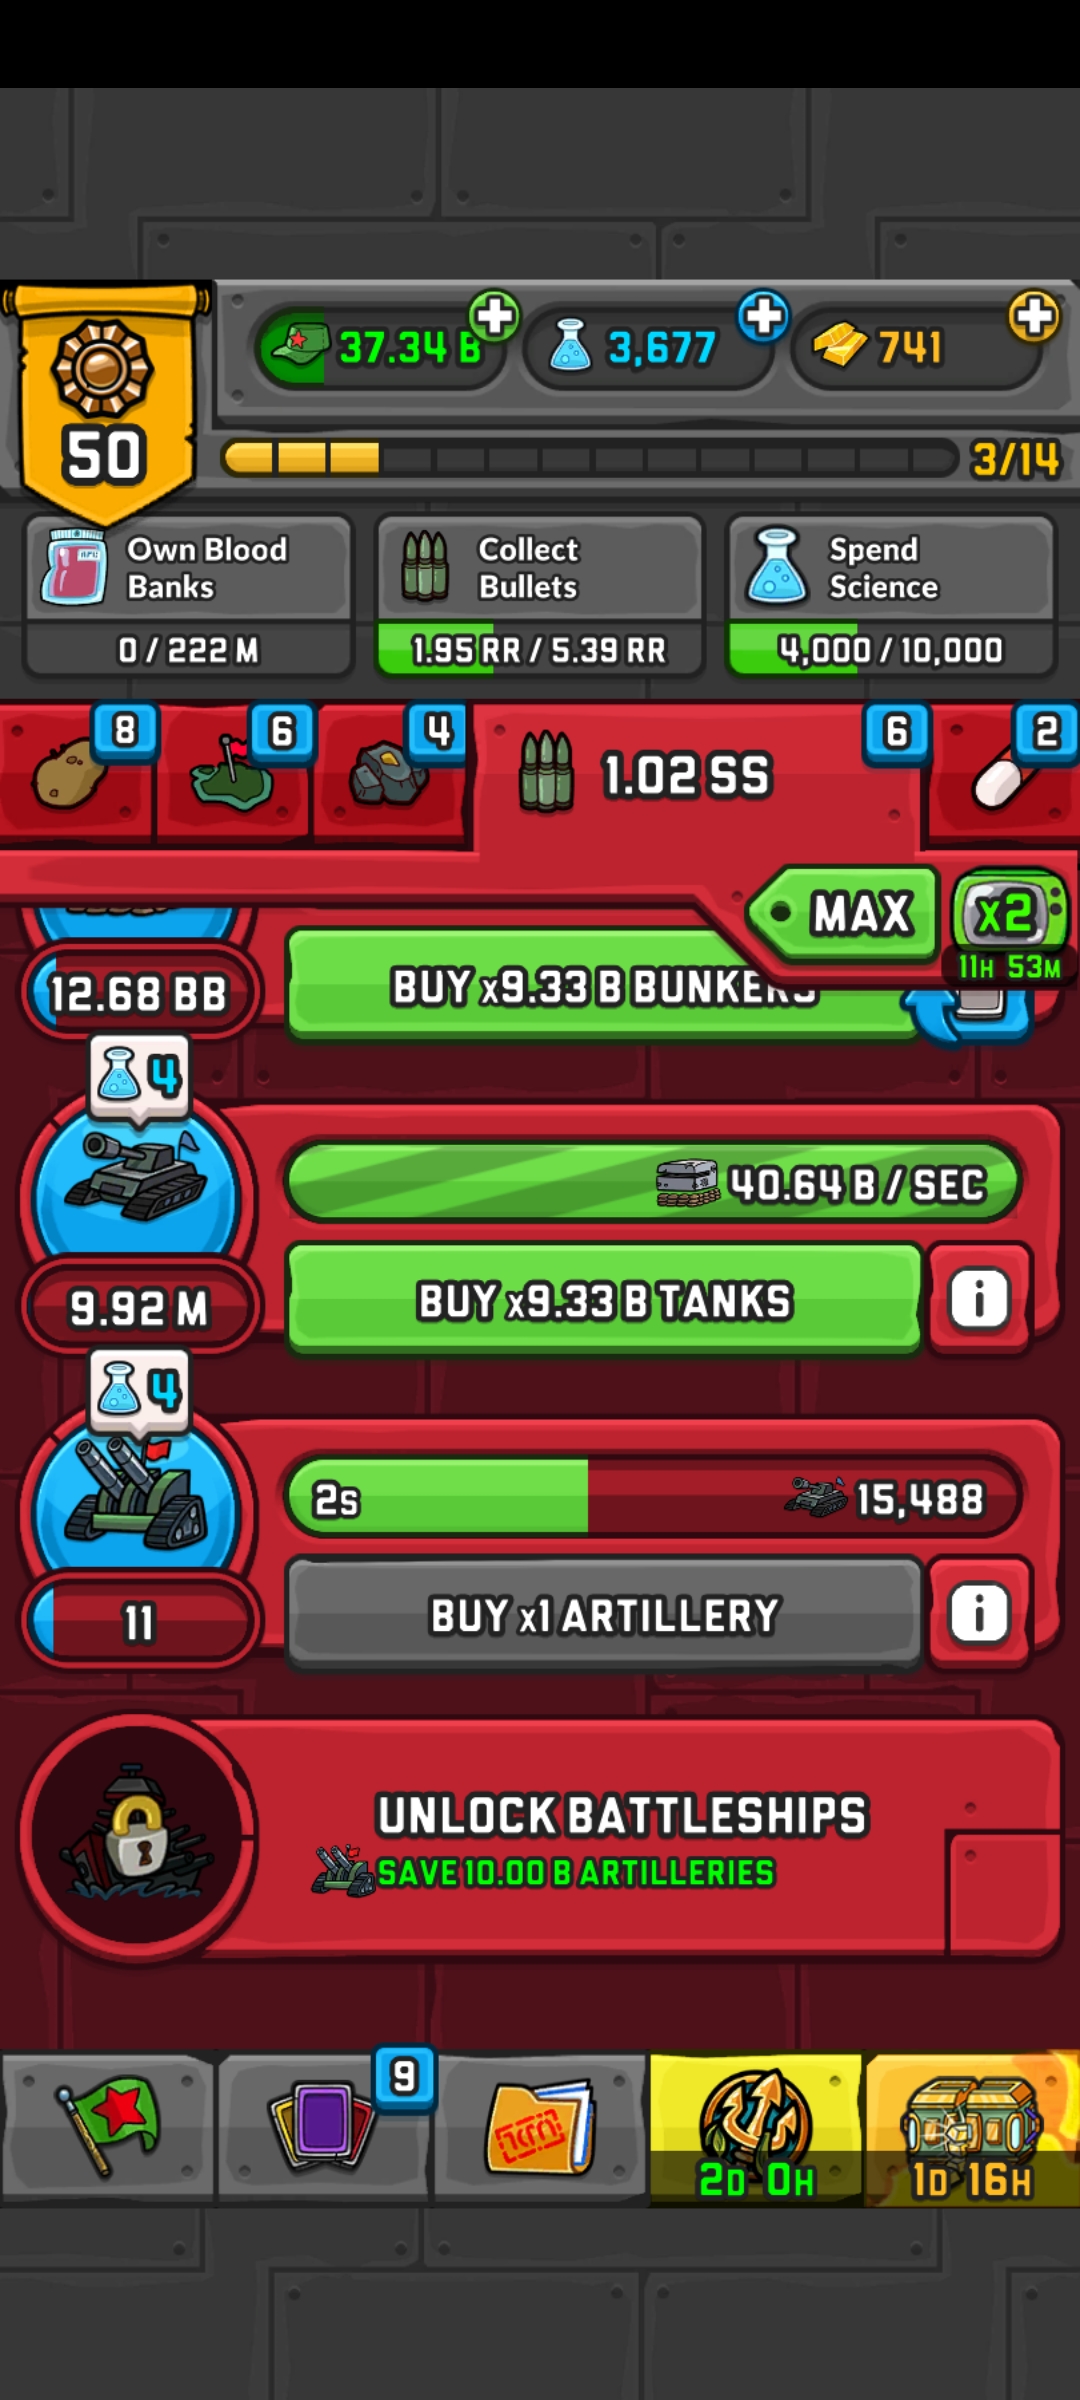 50
37.34 B
3,677
741
3/14
Own Blood
Banks
0 / 222 M
Collect
Bullets
1.95 RR / 5.39 RR
Spend
Science
4,000 / 10,000
8
6
4
1.02 SS
6
2
MAX
x2
11H 53M
12.68 BB
BUY x9.33 B BUNKERS
4
40.64 B / SEC
9.92 M
BUY x9.33 B TANKS
i
4
2s
15,488
11
BUY x1 ARTILLERY
i
UNLOCK BATTLESHIPS
SAVE 10.00 B ARTILLERIES
9
2D 0H
1D 16H